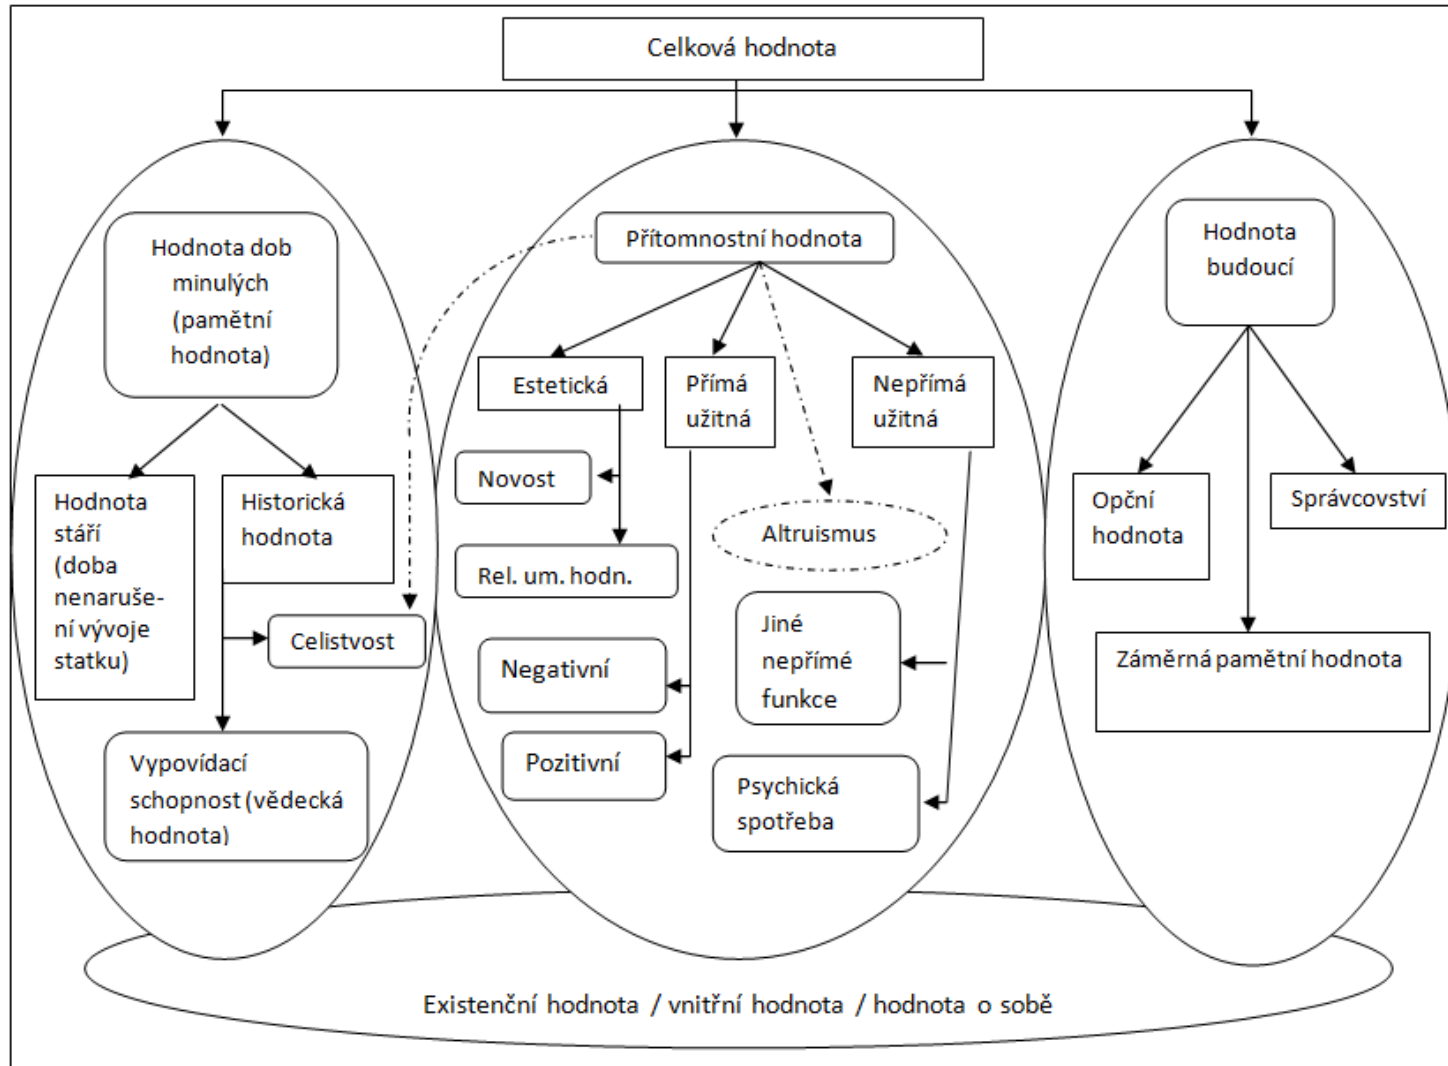 Celková hodnota
Hodnota dob
minulých
(pamětní
hodnota)
Přítomnostní hodnota
Hodnota
budoucí
Estetická
Přímá
užitná
Nepřímá
užitná
Hodnota
stáří
(doba
nenaruše-
ní vývoje
statku)
Historická
hodnota
Novost
Altruismus
Opční
hodnota
Správcovství
Rel. um. hodn.
Celistvost
Jiné
nepřímé
funkce
Negativní
Záměrná pamětní hodnota
Vypovídací
schopnost (vědecká
hodnota)
Pozitivní
Psychická
spotřeba
Existenční hodnota / vnitřní hodnota / hodnota o sobě